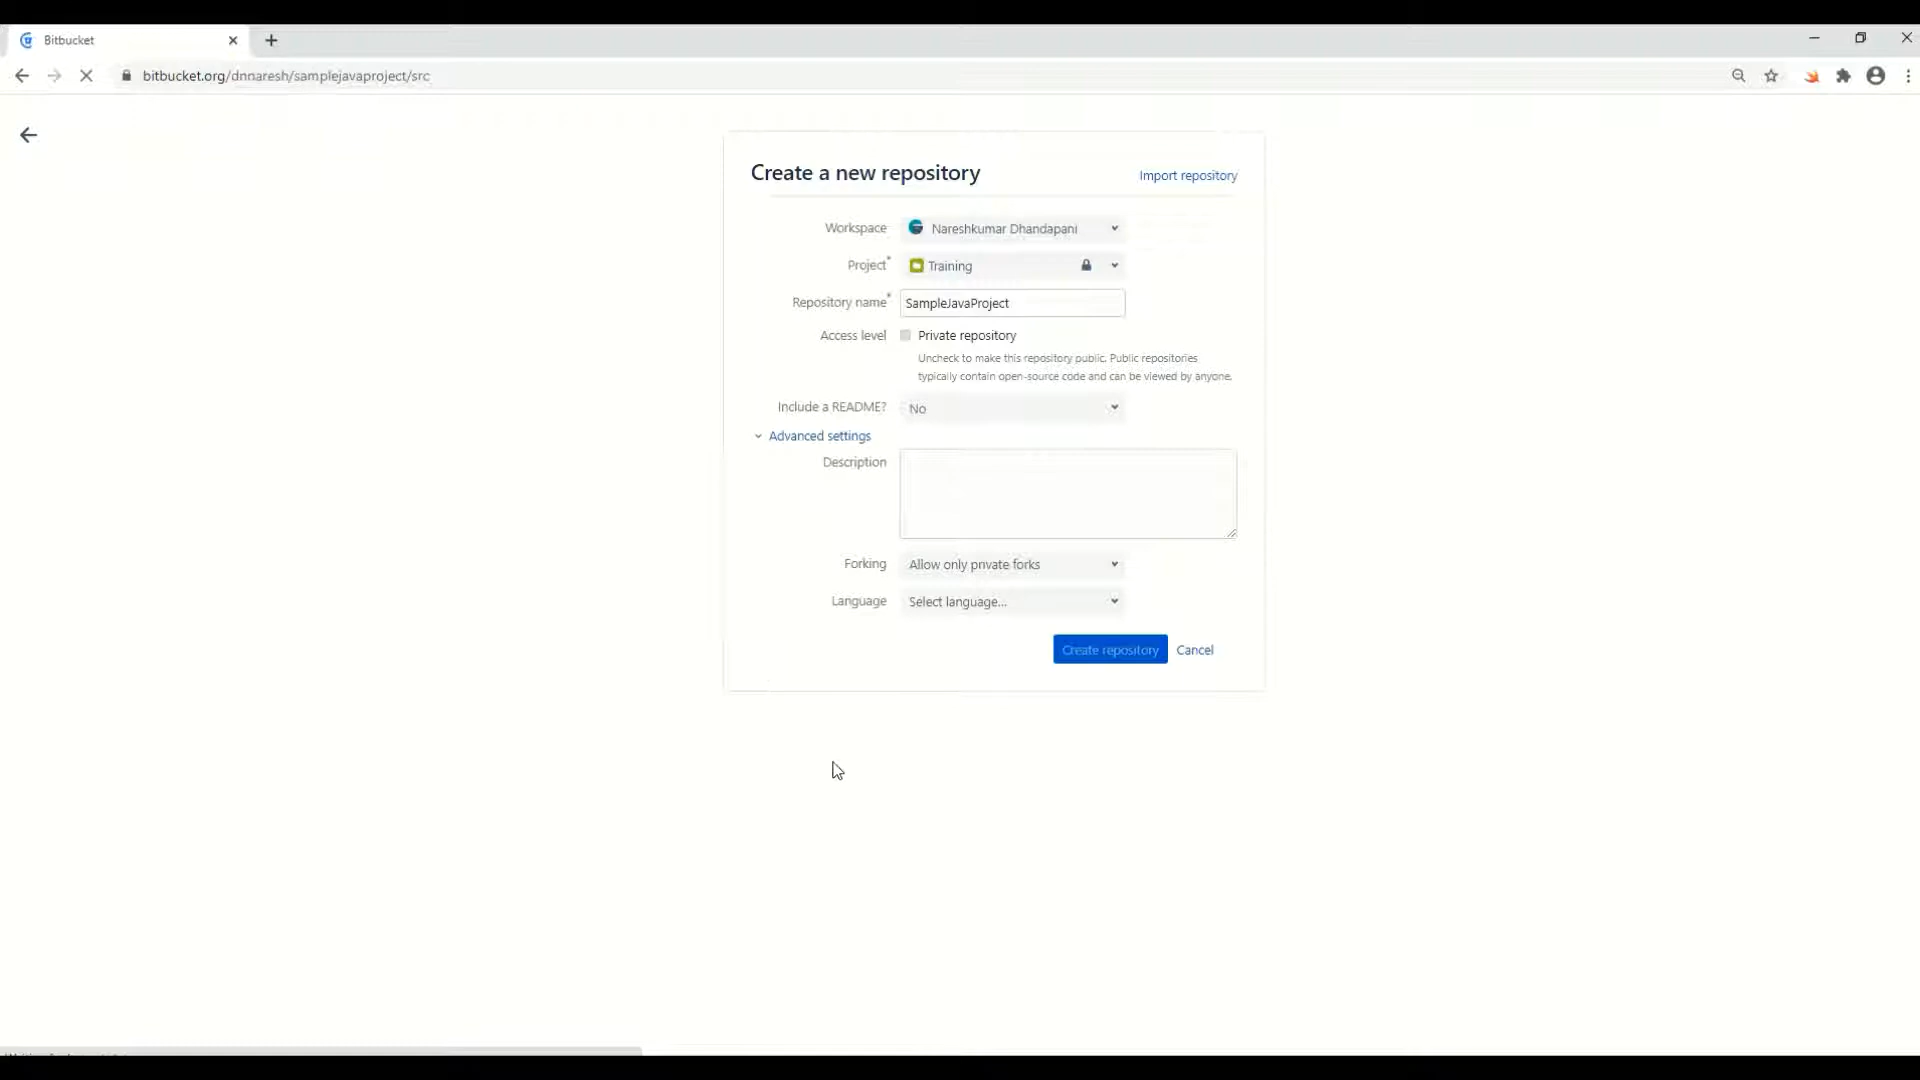 Bitbucket
bitbucket.org/dnnaresh/samplejavaproject/src
Create a new repository
Import repository
Workspace
Nareshkumar Dhandapani
Project*
Training
Repository name*
SampleJavaProject
Access level
Private repository
Uncheck to make this repository public. Public repositories
typically contain open-source code and can be viewed by anyone.
Include a README?
No
Advanced settings
Description
Forking
Allow only private forks
Language
Select language...
Create repository
Cancel